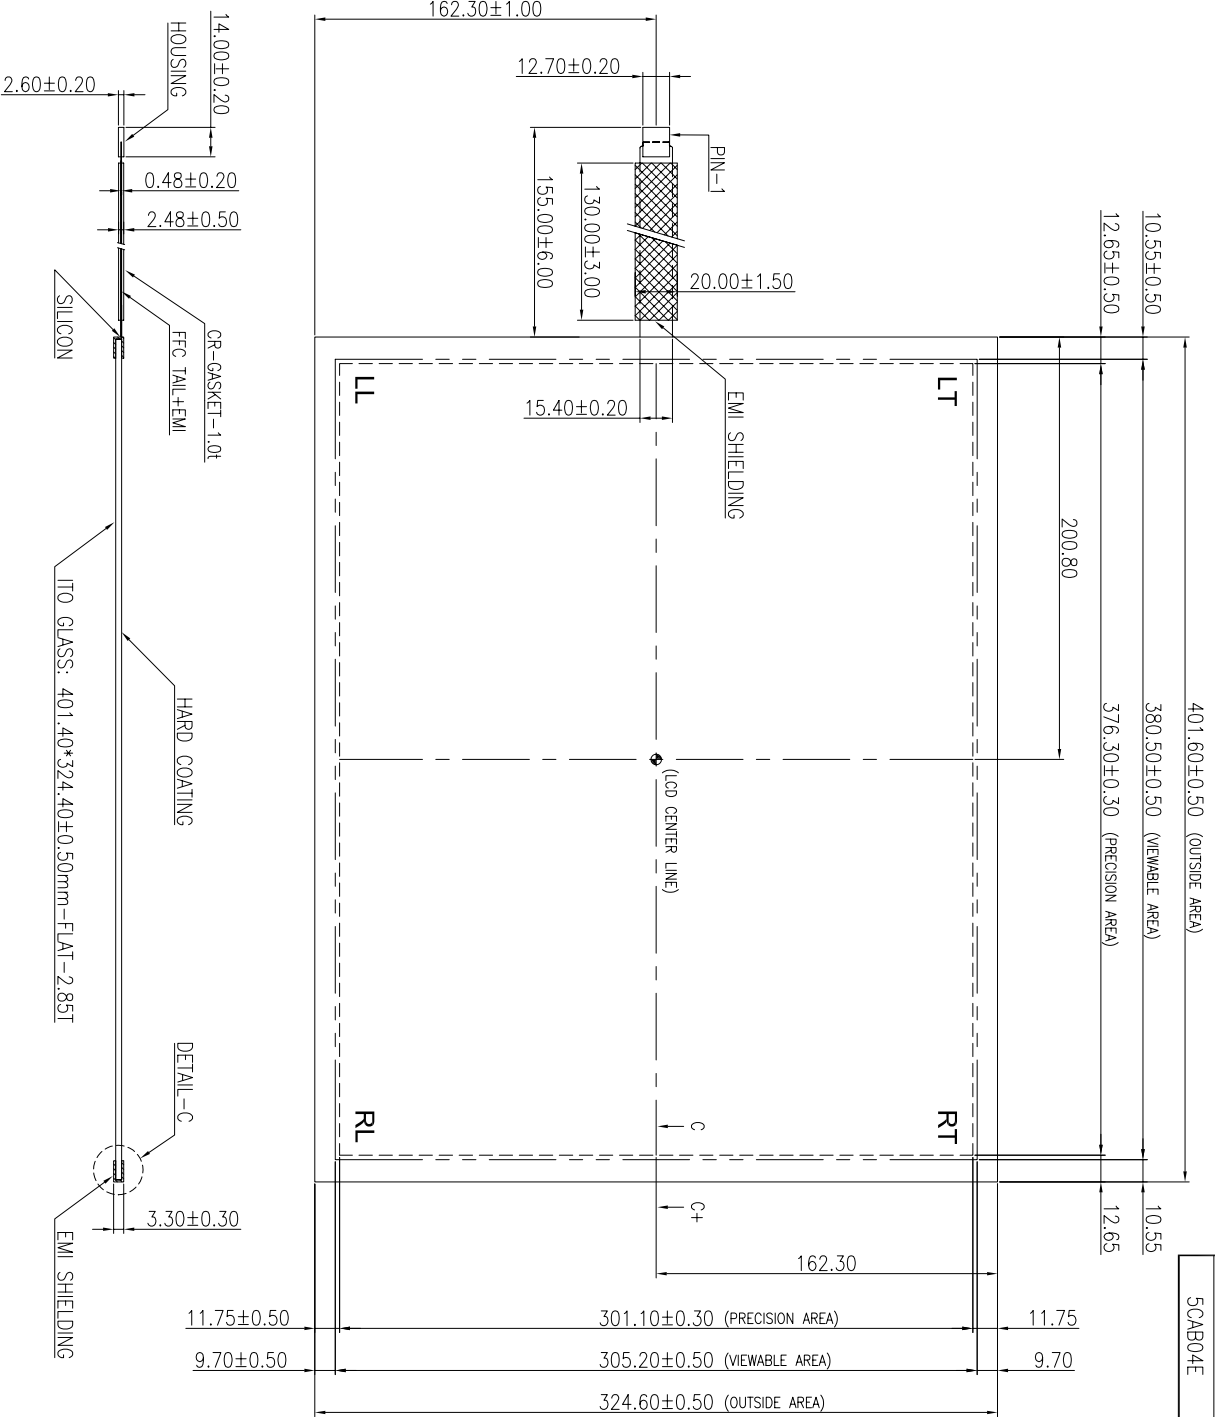 162.30±1.00
14.00±0.20
HOUSING
2.60±0.20
12.70±0.20
PIN-1
0.48±0.20
2.48±0.50
155.00±6.00
130.00±3.00
20.00±1.50
10.55±0.50
12.65±0.50
SILICON
CR-GASKET-1.0t
FFC TAIL+EMI
LL
LT
15.40±0.20
EMI SHIELDING
200.80
401.60±0.50 (OUTSIDE AREA)
380.50±0.50 (VIEWABLE AREA)
376.30±0.30 (PRECISION AREA)
(LCD CENTER LINE)
ITO GLASS: 401.40*324.40±0.50mm-FLAT-2.85T
HARD COATING
DETAIL-C
RL
RT
C
C+
10.55
12.65
3.30±0.30
EMI SHIELDING
162.30
5CAB04E
11.75±0.50
301.10±0.30 (PRECISION AREA)
11.75
9.70±0.50
305.20±0.50 (VIEWABLE AREA)
9.70
324.60±0.50 (OUTSIDE AREA)